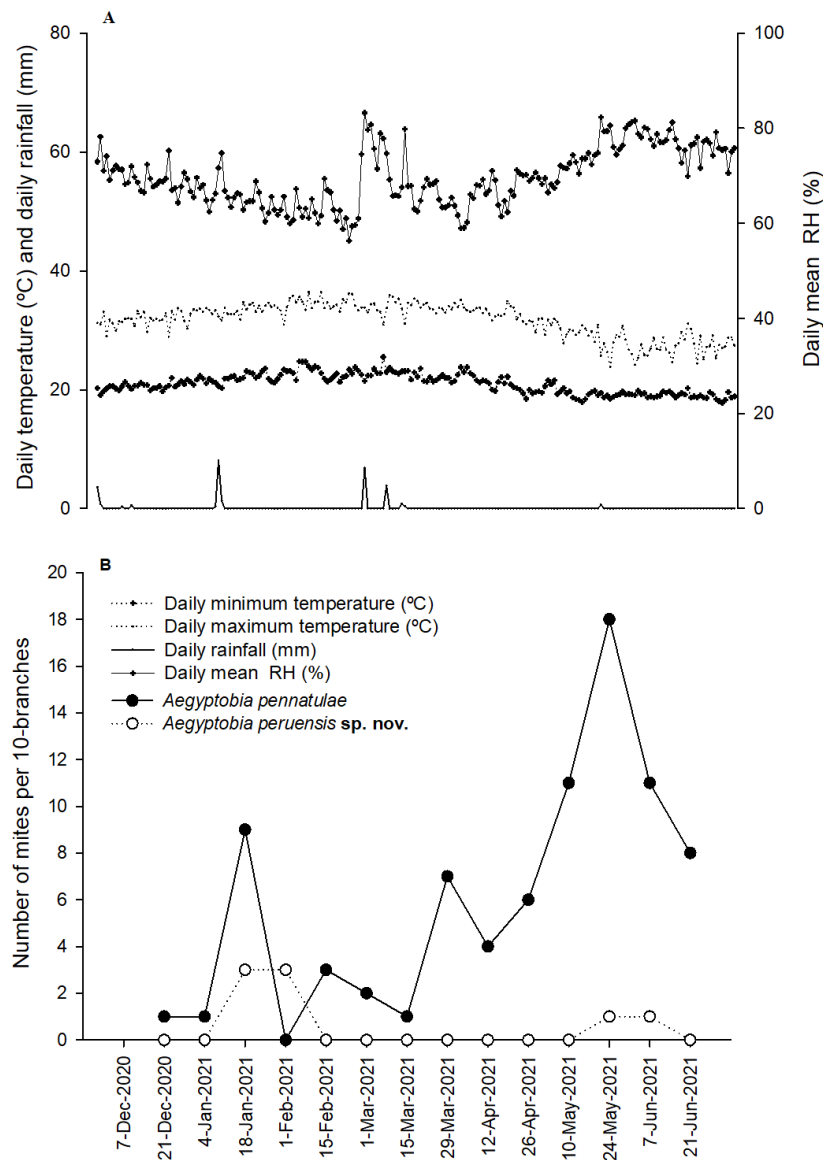 A
80
60
40
20
0
Daily temperature (ºC) and daily rainfall (mm)
100
80
60
40
20
0
Daily mean RH (%)
B
20
18
16
14
12
10
8
6
4
2
0
Number of mites per 10-branches
Daily minimum temperature (ºC)
Daily maximum temperature (ºC)
Daily rainfall (mm)
Daily mean RH (%)
Aegyptobia pennatulae
Aegyptobia peruensis sp. nov.
7-Dec-2020
21-Dec-2020
4-Jan-2021
18-Jan-2021
1-Feb-2021
15-Feb-2021
1-Mar-2021
15-Mar-2021
29-Mar-2021
12-Apr-2021
26-Apr-2021
10-May-2021
24-May-2021
7-Jun-2021
21-Jun-2021